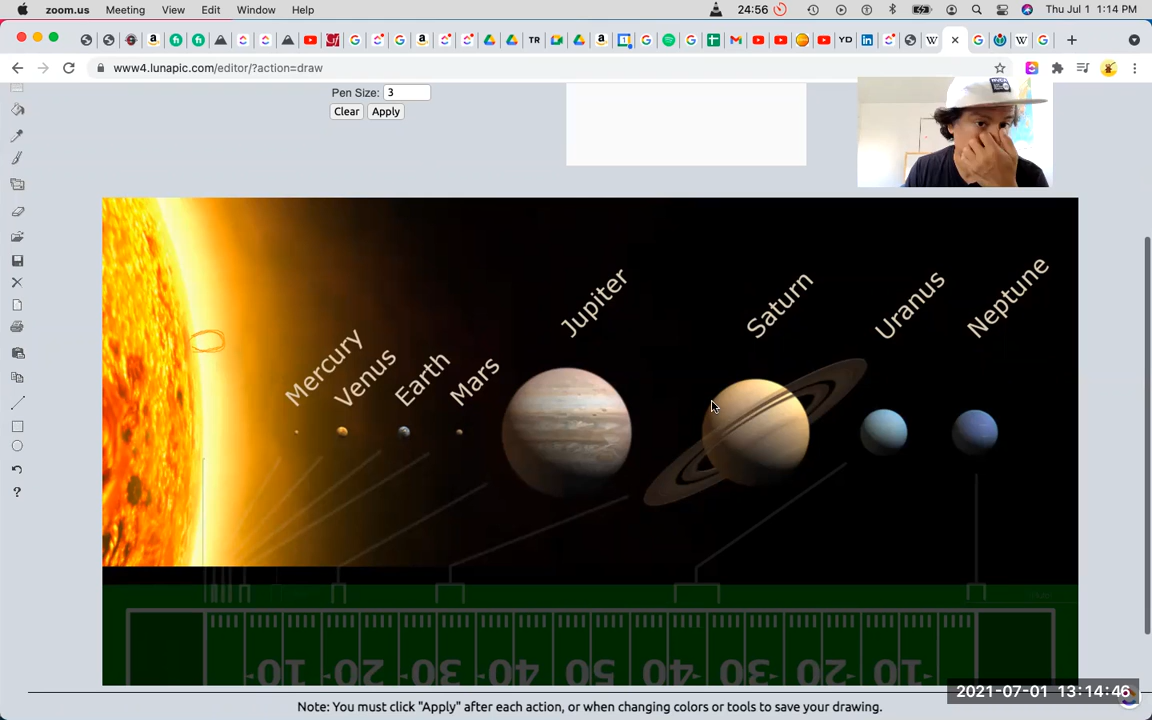 zoom.us Meeting View Edit Window Help 24:56 Thu Jul 1 1:14 PM
TR YD W W
www4.lunapic.com/editor/?action=draw
Pen Size: 3
Clear Apply
Mercury
Venus
Earth
Mars
Jupiter
Saturn
Uranus
Neptune
10 20 30 40 50 40 30 20 10
2021-07-01 13:14:46
Note: You must click "Apply" after each action, or when changing colors or tools to save your drawing.